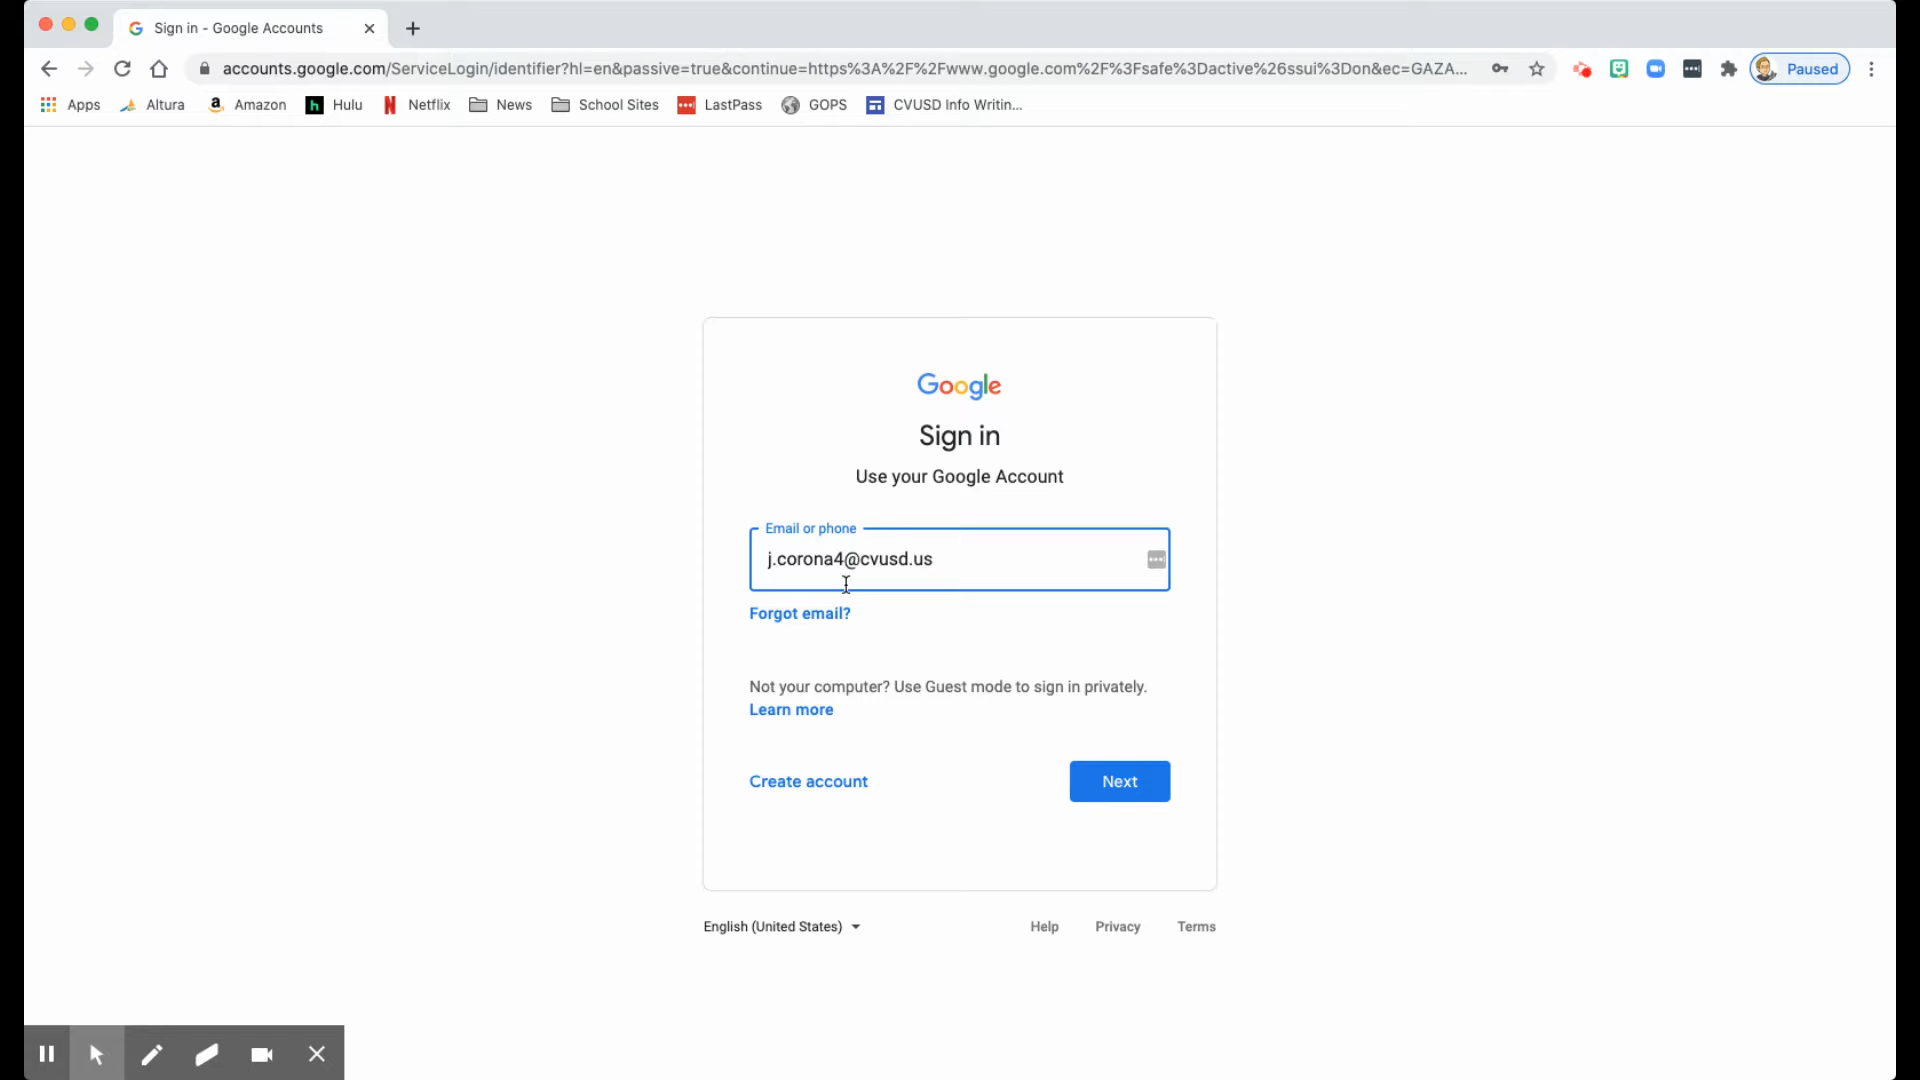 Sign in - Google Accounts
accounts.google.com/ServiceLogin/identifier?hl=en&passive=true&continue=https%3A%2F%2Fwww.google.com%2F%3Fsafe%3Dactive%26ssui%3Don&ec=GAZA...
Paused
Apps Altura Amazon Hulu Netflix News School Sites LastPass GOPS CVUSD Info Writin...
Google
Sign in
Use your Google Account
Email or phone
j.corona4@cvusd.us
Forgot email?
Not your computer? Use Guest mode to sign in privately.
Learn more
Create account
Next
English (United States)
Help Privacy Terms